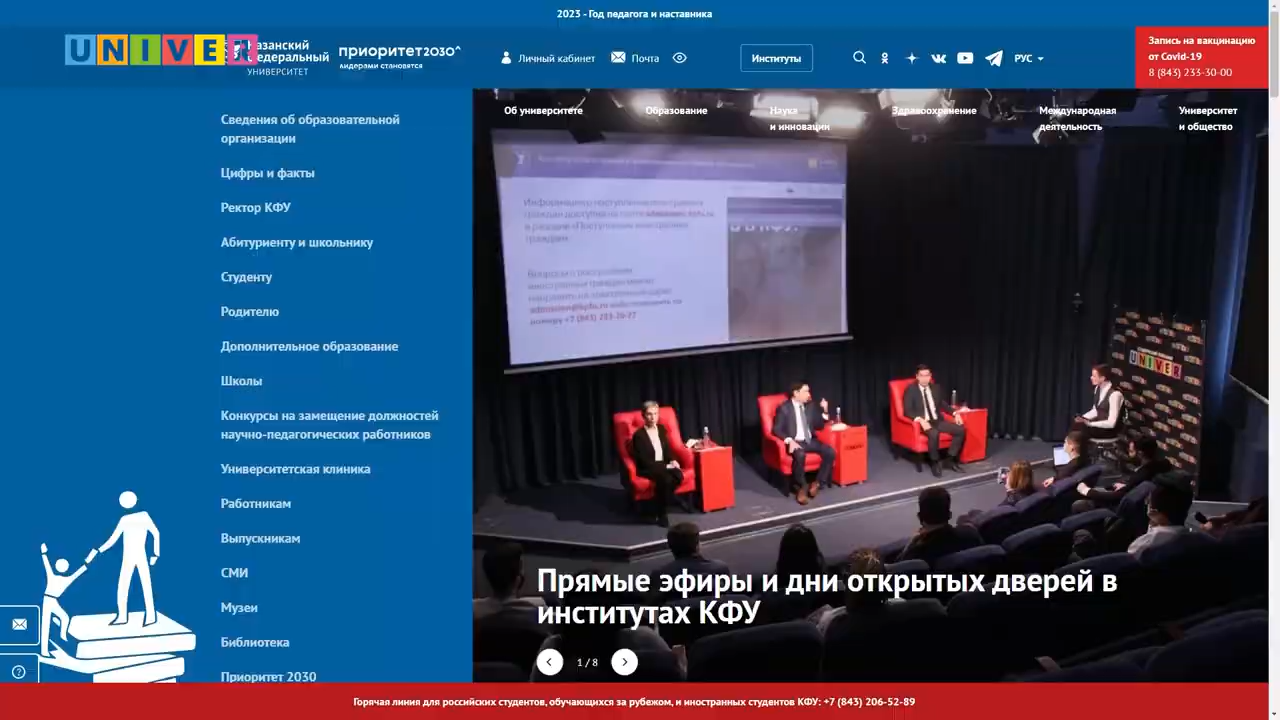 2023 - Год педагога и наставника
UNIVER
Казанский
федеральный
УНИВЕРСИТЕТ
приоритет2030^
лидерами становятся
Личный кабинет
Почта
Институты
РУС
Запись на вакцинацию
от Covid-19
8 (843) 233-30-00
Об университете
Образование
Наука
и инновации
Здравоохранение
Международная
деятельность
Университет
и общество
Сведения об образовательной
организации
Цифры и факты
Ректор КФУ
Абитуриенту и школьнику
Студенту
Родителю
Дополнительное образование
Школы
Конкурсы на замещение должностей
научно-педагогических работников
Университетская клиника
Работникам
Выпускникам
СМИ
Музеи
Библиотека
Приоритет 2030
UNIVER
Прямые эфиры и дни открытых дверей в
институтах КФУ
1 / 8
Горячая линия для российских студентов, обучающихся за рубежом, и иностранных студентов КФУ: +7 (843) 206-52-89